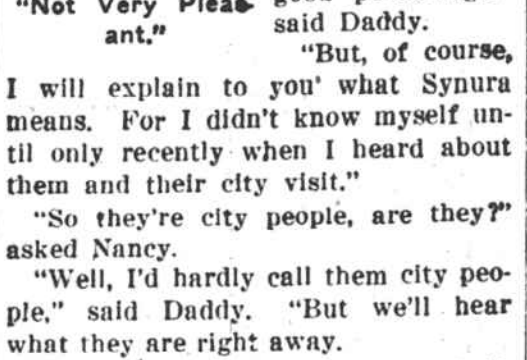 "Not Very Pleas-
ant."
said Daddy.
"But, of course,
I will explain to you what Synura
means. For I didn't know myself un-
til only recently when I heard about
them and their city visit."
"So they're city people, are they?"
asked Nancy.
"Well, I'd hardly call them city peo-
ple," said Daddy. "But we'll hear
what they are right away.